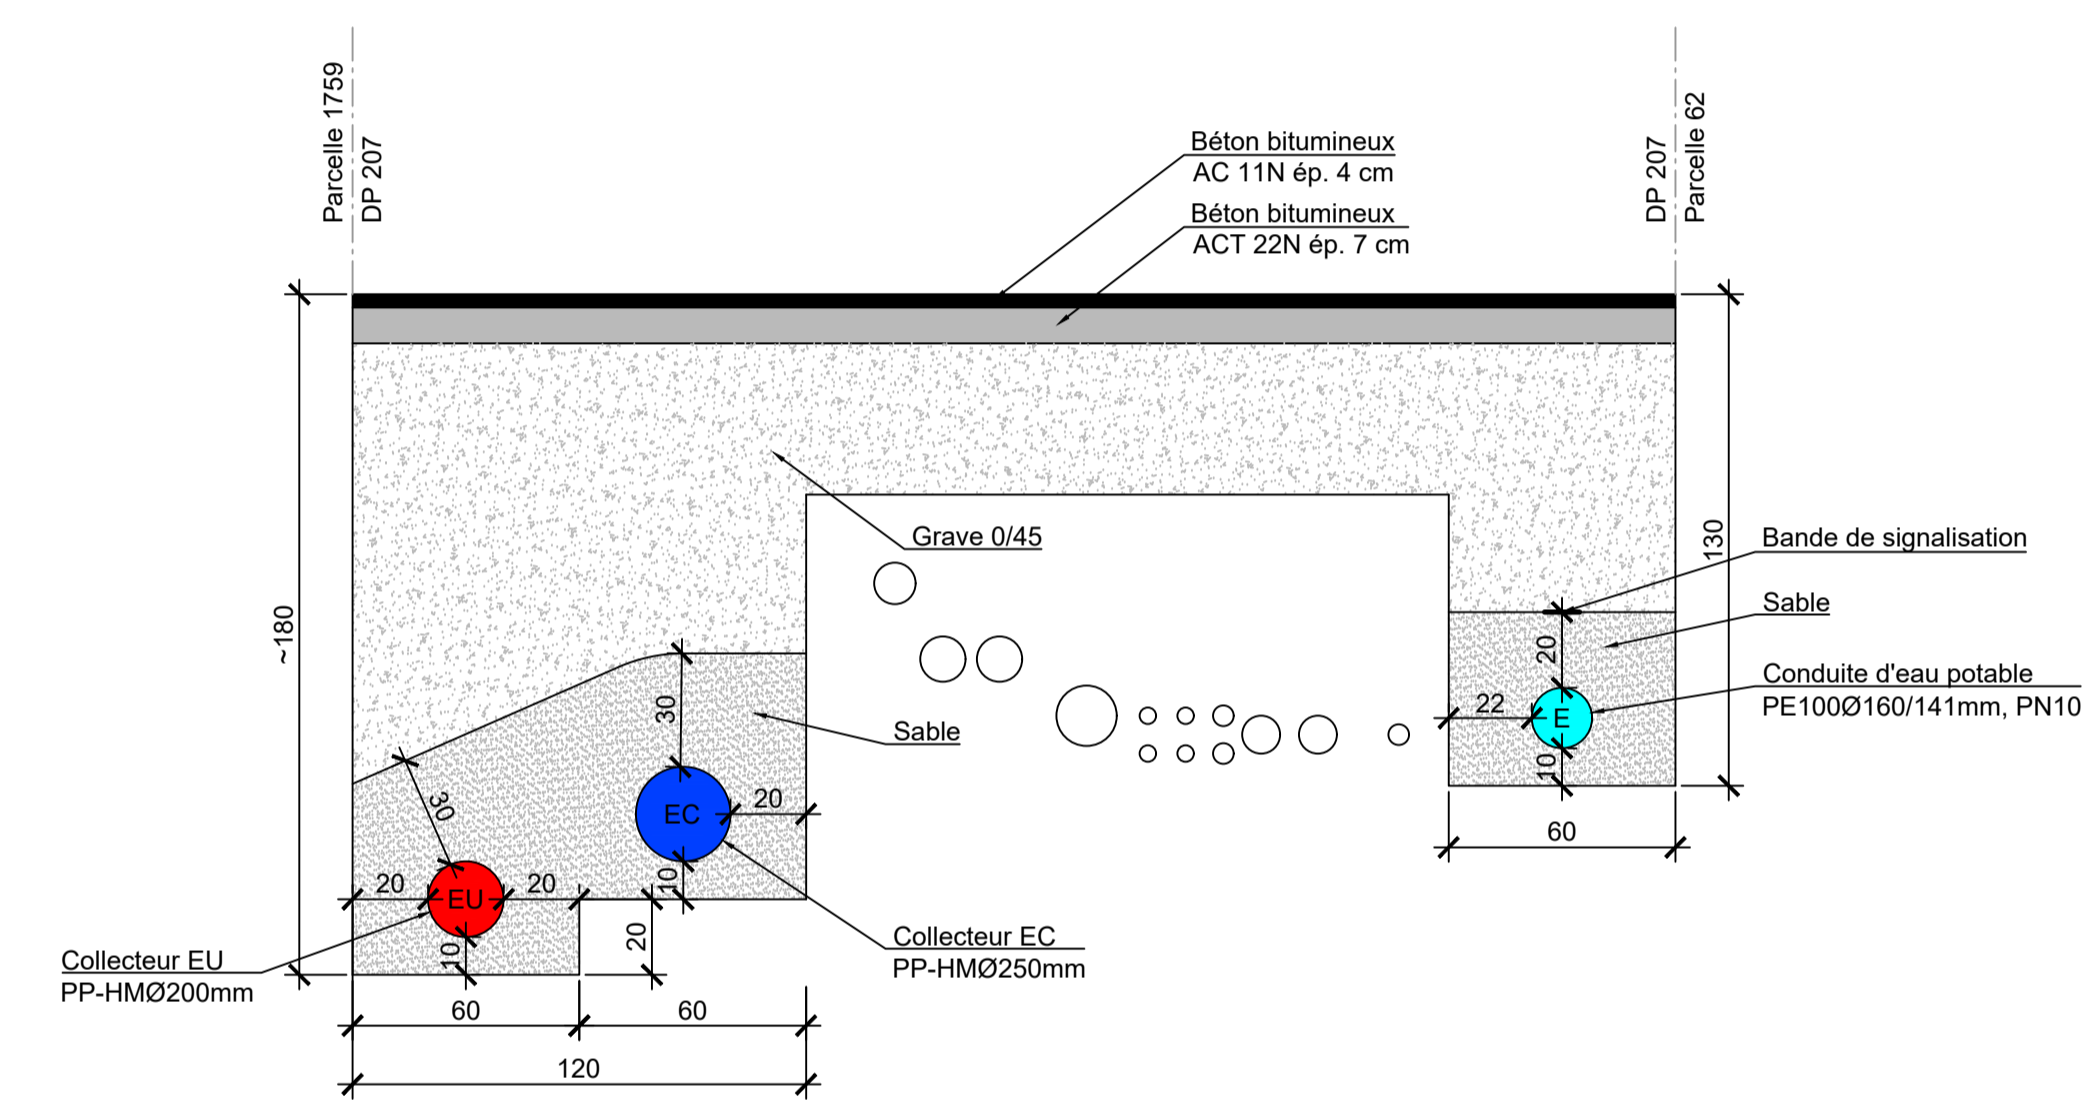 Parcelle 1759
DP 207
DP 207
Parcelle 62
Béton bitumineux
AC 11N ép. 4 cm
Béton bitumineux
ACT 22N ép. 7 cm
Grave 0/45
130
Bande de signalisation
Sable
20
Conduite d'eau potable
PE100Ø160/141mm, PN10
22
E
10
60
~180
30
Sable
30
EC
20
10
20
EU
20
10
20
Collecteur EU
PP-HMØ200mm
Collecteur EC
PP-HMØ250mm
60
60
120